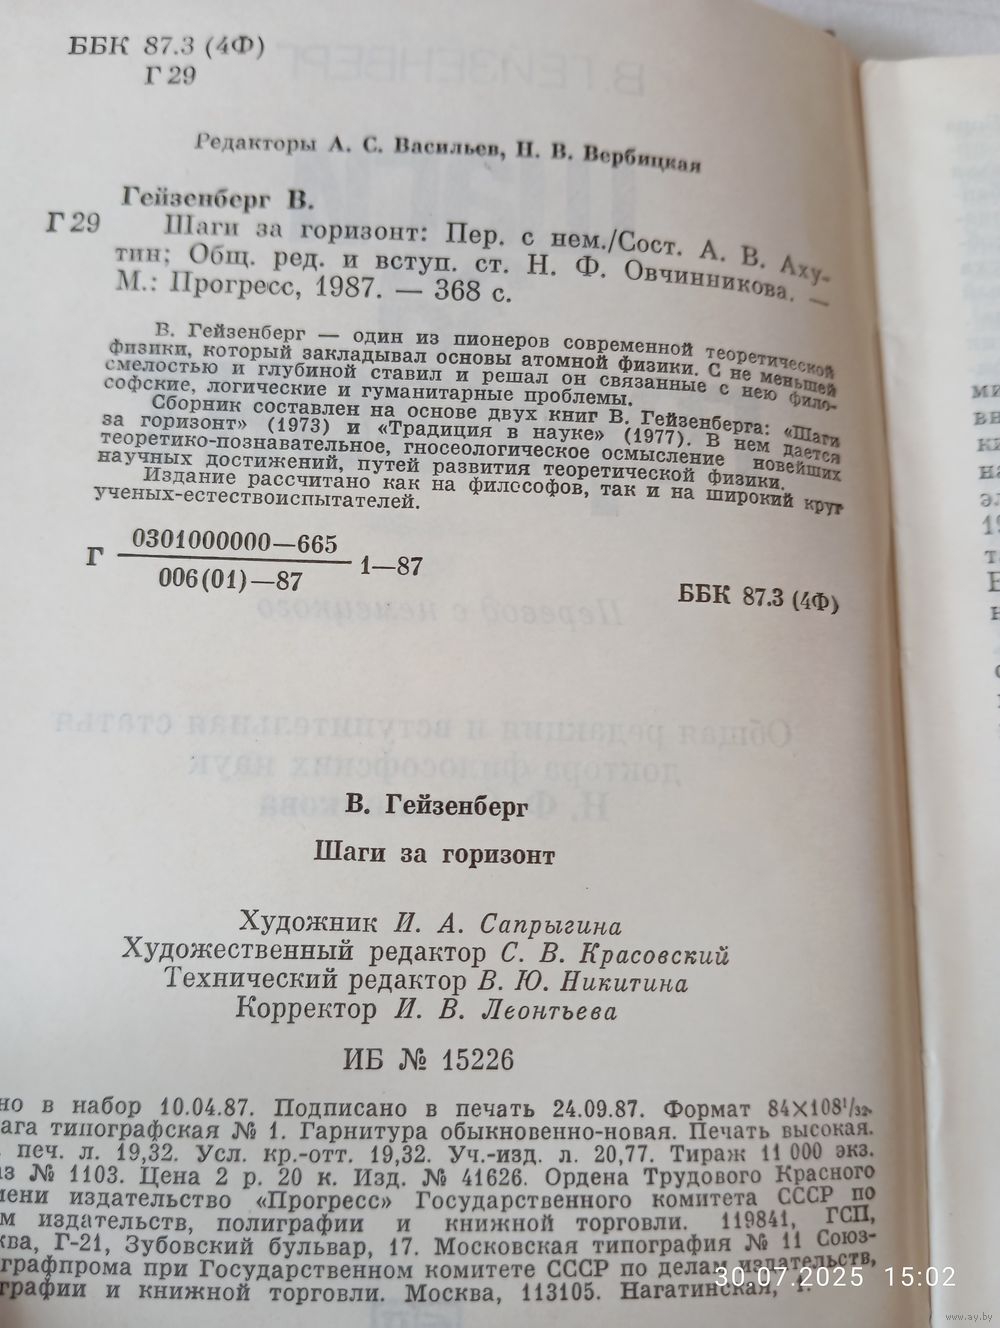 ББК 87.3 (4Ф)
Г 29
Редакторы А. С. Васильев, Н. В. Вербицкая
Гейзенберг В.
Г 29 Шаги за горизонт: Пер. с нем./Сост. А. В. Аху-
тин; Общ. ред. и вступ. ст. Н. Ф. Овчинникова. —
М.: Прогресс, 1987. — 368 с.
В. Гейзенберг — один из пионеров современной теоретической
физики, который закладывал основы атомной физики. С не меньшей
смелостью и глубиной ставил и решал он связанные с нею фило-
софские, логические и гуманитарные проблемы.
Сборник составлен на основе двух книг В. Гейзенберга: «Шаги
за горизонт» (1973) и «Традиция в науке» (1977). В нем дается
теоретико-познавательное, гносеологическое осмысление новейших
научных достижений, путей развития теоретической физики.
Издание рассчитано как на философов, так и на широкий круг
ученых-естествоиспытателей.
Г 0301000000—665
006(01)—87 1—87
ББК 87.3 (4Ф)
В. Гейзенберг
Шаги за горизонт
Художник И. А. Сапрыгина
Художественный редактор С. В. Красовский
Технический редактор В. Ю. Никитина
Корректор И. В. Леонтьева
ИБ № 15226
но в набор 10.04.87. Подписано в печать 24.09.87. Формат 84×108¹/₃₂.
ага типографская № 1. Гарнитура обыкновенно-новая. Печать высокая.
печ. л. 19,32. Усл. кр.-отт. 19,32. Уч.-изд. л. 20,77. Тираж 11 000 экз.
аз № 1103. Цена 2 р. 20 к. Изд. № 41626. Ордена Трудового Красного
мени издательство «Прогресс» Государственного комитета СССР по
м издательств, полиграфии и книжной торговли. 119841, ГСП,
ква, Г-21, Зубовский бульвар, 17. Московская типография № 11 Союз-
графпрома при Государственном комитете СССР по делам издательств,
графии и книжной торговли. Москва, 113105. Нагатинская, 1.
30.07.2025 15:02
www.ay.by